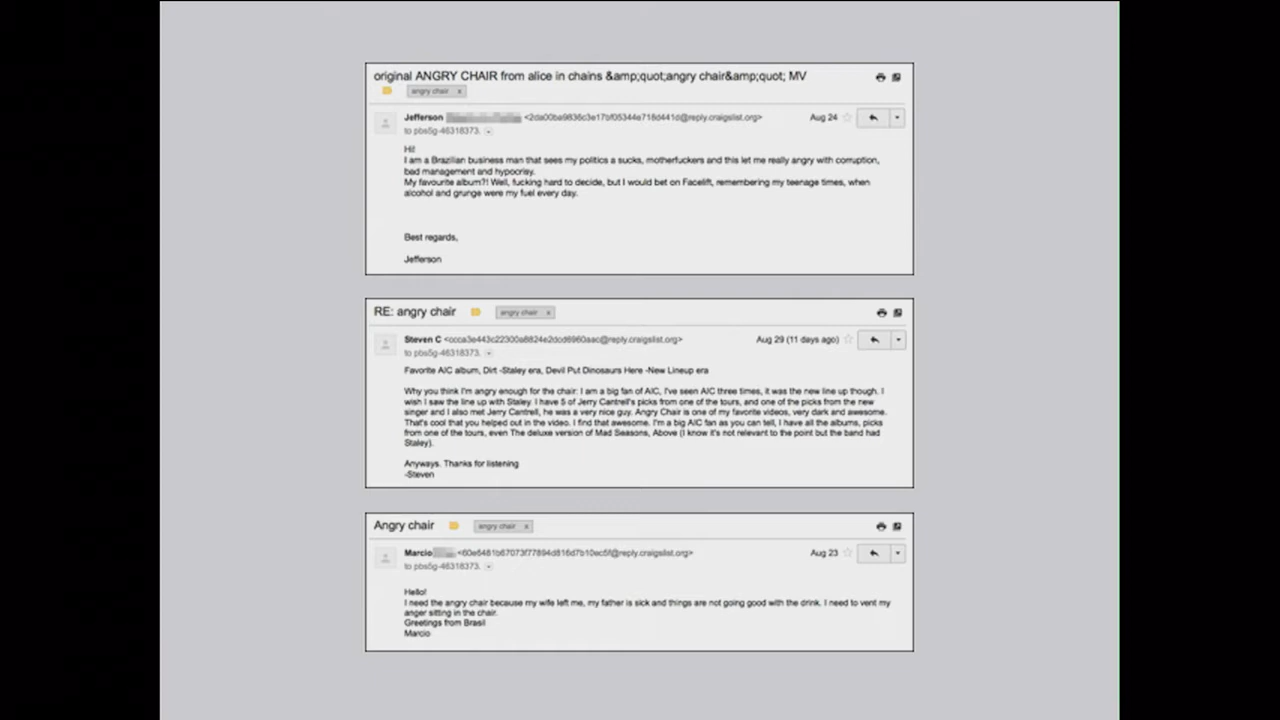 original ANGRY CHAIR from alice in chains &amp;quot;angry chair&amp;quot; MV
angry chair x
Jefferson <2da00ba9836c3e17bf05344e718d441d@reply.craigslist.org> Aug 24
to pbs5g-46318373.
Hi!
I am a Brazilian business man that sees my politics a sucks, motherfuckers and this let me really angry with corruption,
bad management and hypocrisy.
My favourite album?! Well, fucking hard to decide, but I would bet on Facelift, remembering my teenage times, when
alcohol and grunge were my fuel every day.
Best regards,
Jefferson
RE: angry chair angry chair x
Steven C <ccca3e443c22300a8824e2dcd6960aac@reply.craigslist.org> Aug 29 (11 days ago)
to pbs5g-46318373.
Favorite AIC album, Dirt -Staley era, Devil Put Dinosaurs Here -New Lineup era
Why you think I'm angry enough for the chair: I am a big fan of AIC, I've seen AIC three times, it was the new line up though. I
wish I saw the line up with Staley. I have 5 of Jerry Cantrell's picks from one of the tours, and one of the picks from the new
singer and I also met Jerry Cantrell, he was a very nice guy. Angry Chair is one of my favorite videos, very dark and awesome.
That's cool that you helped out in the video. I find that awesome. I'm a big AIC fan as you can tell, I have all the albums, picks
from one of the tours, even The deluxe version of Mad Seasons, Above (I know it's not relevant to the point but the band had
Staley).
Anyways. Thanks for listening
-Steven
Angry chair angry chair x
Marcio <60e6481b67073f77894d816d7b10ec5f@reply.craigslist.org> Aug 23
to pbs5g-46318373.
Hello!
I need the angry chair because my wife left me, my father is sick and things are not going good with the drink. I need to vent my
anger sitting in the chair.
Greetings from Brasil
Marcio